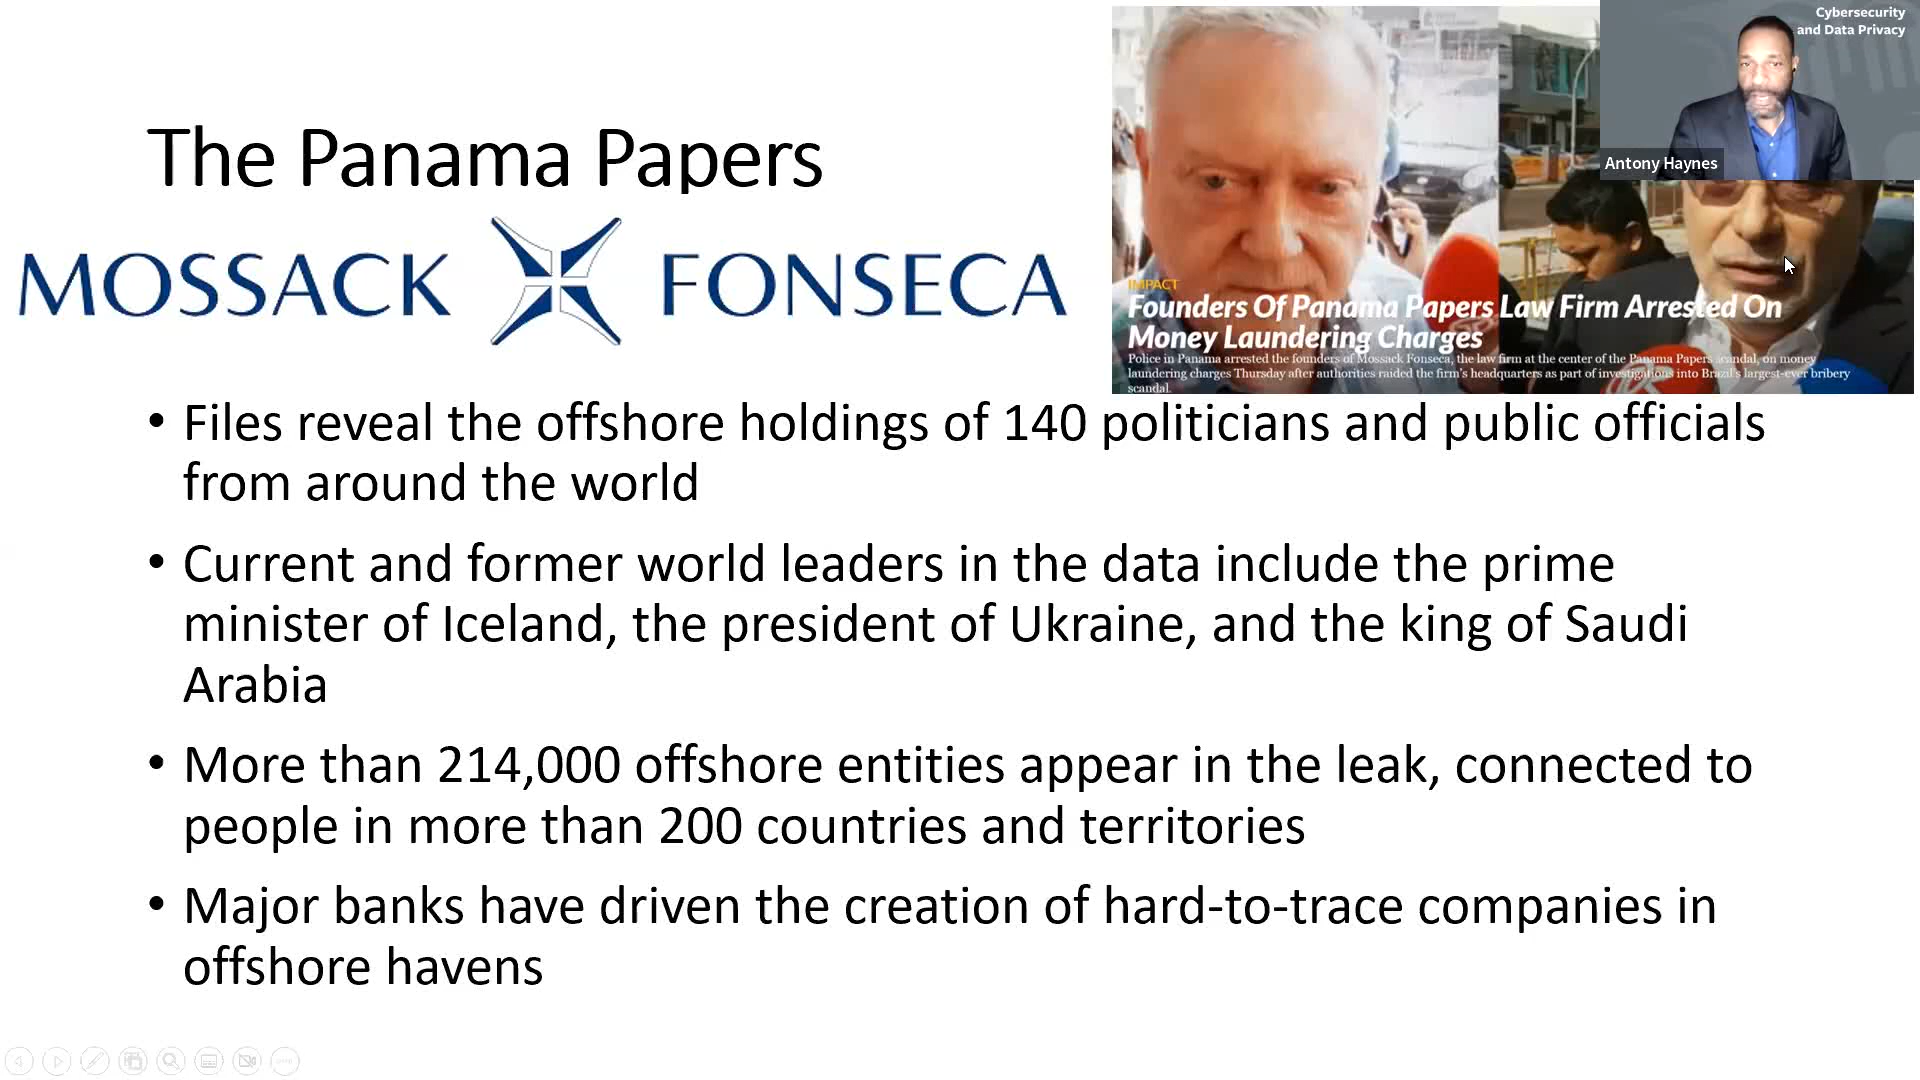 Cybersecurity
and Data Privacy
Antony Haynes
The Panama Papers
MOSSACK FONSECA
IMPACT
Founders Of Panama Papers Law Firm Arrested On
Money Laundering Charges
Police in Panama arrested the founders of Mossack Fonseca, the law firm at the center of the Panama Papers scandal, on money
laundering charges Thursday after authorities raided the firm's headquarters as part of investigations into Brazil's largest-ever bribery
scandal.
• Files reveal the offshore holdings of 140 politicians and public officials
from around the world
• Current and former world leaders in the data include the prime
minister of Iceland, the president of Ukraine, and the king of Saudi
Arabia
• More than 214,000 offshore entities appear in the leak, connected to
people in more than 200 countries and territories
• Major banks have driven the creation of hard-to-trace companies in
offshore havens